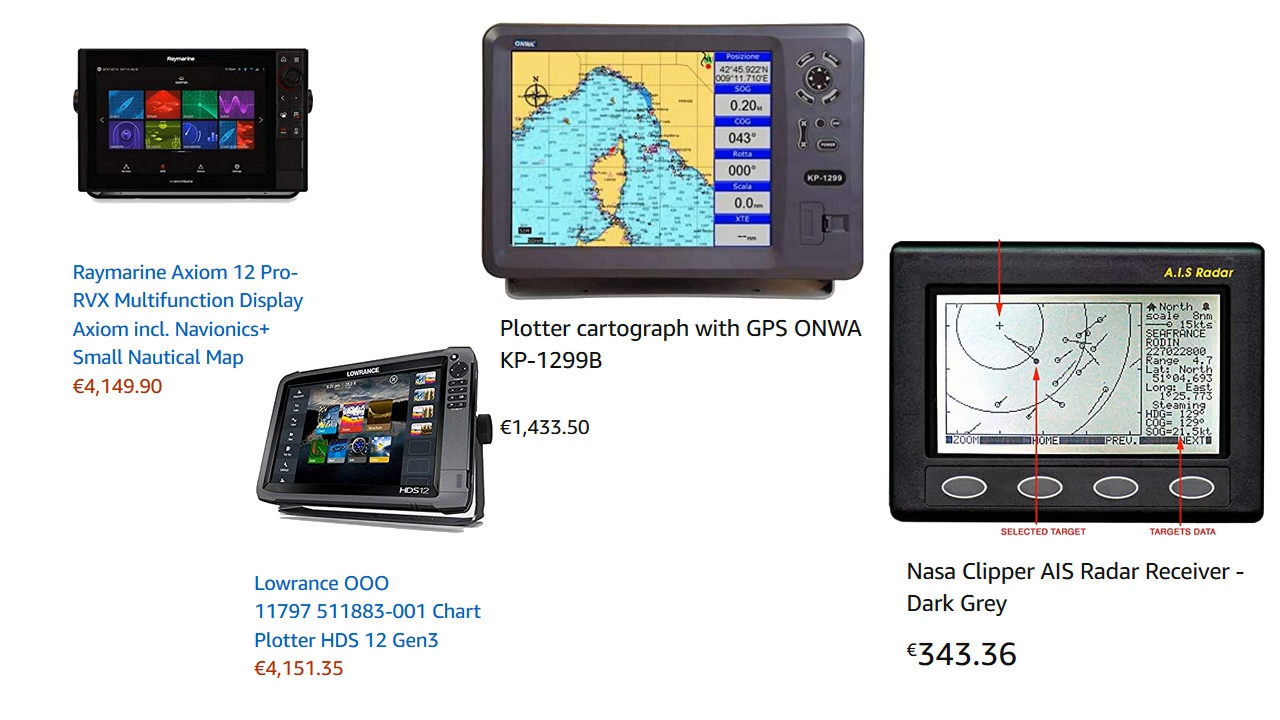 Raymarine
Raymarine Axiom 12 Pro-
RVX Multifunction Display
Axiom incl. Navionics+
Small Nautical Map
€4,149.90
LOWRANCE
HDS12
Lowrance OOO
11797 511883-001 Chart
Plotter HDS 12 Gen3
€4,151.35
ONWA
N
Posizione
42°45.922'N
009°11.710'E
SOG
0.20kt
COG
043°
Rotta
000°
Scala
0.0nm
XTE
--nm
POWER
KP-1299
Plotter cartograph with GPS ONWA
KP-1299B
€1,433.50
A.I.S Radar
North
scale 8nm
15kts
SEAFRANCE
RODIN
227022800
Range 4.7
Lat: North
51°04.693
Long: East
1°25.773
Steaming
HDG= 129°
COG= 129°
SOG=21.5kt
ZOOM HOME PREV. NEXT
SELECTED TARGET TARGETS DATA
Nasa Clipper AIS Radar Receiver -
Dark Grey
€343.36